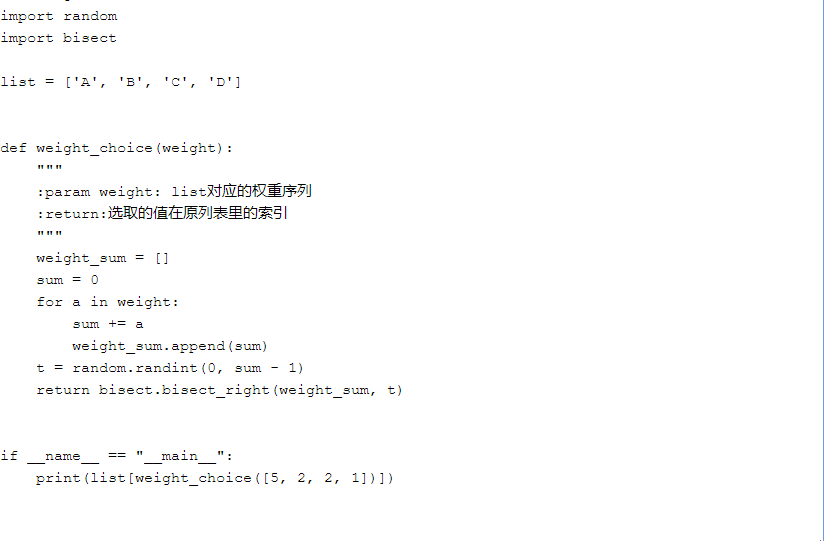 import random
import bisect
list = ['A', 'B', 'C', 'D']
def weight_choice(weight):
    """
    :param weight: list对应的权重序列
    :return:选取的值在原列表里的索引
    """
    weight_sum = []
    sum = 0
    for a in weight:
        sum += a
        weight_sum.append(sum)
    t = random.randint(0, sum - 1)
    return bisect.bisect_right(weight_sum, t)
if __name__ == "__main__":
    print(list[weight_choice([5, 2, 2, 1])])